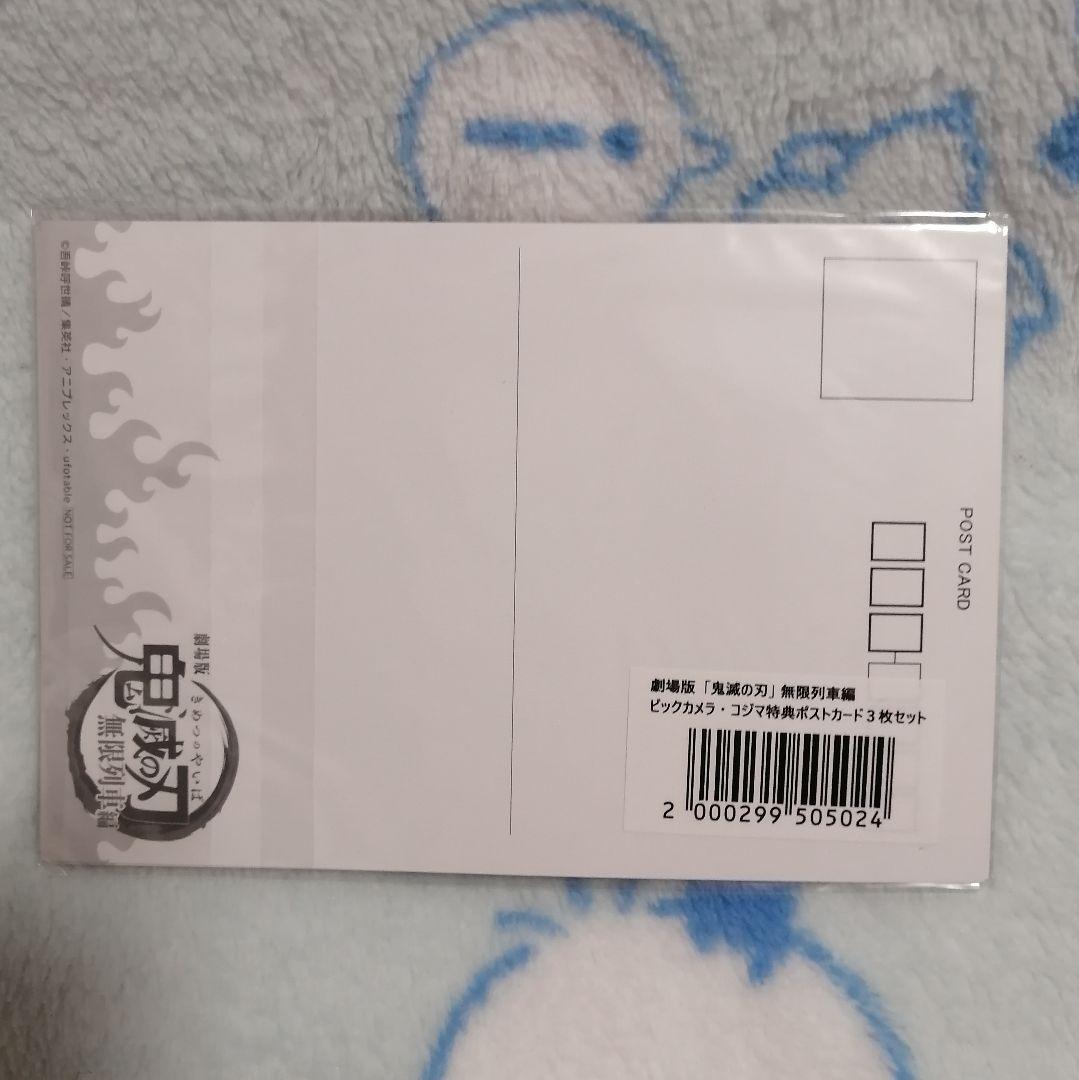 POST CARD
劇場版「鬼滅の刃」無限列車編
ビックカメラ・コジマ特典ポストカード3枚セット
2 000299 505024
劇場版
鬼滅の刃
きめつのやいば
無限列車編
©吾峠呼世晴／集英社・アニプレックス・ufotable NOT FOR SALE